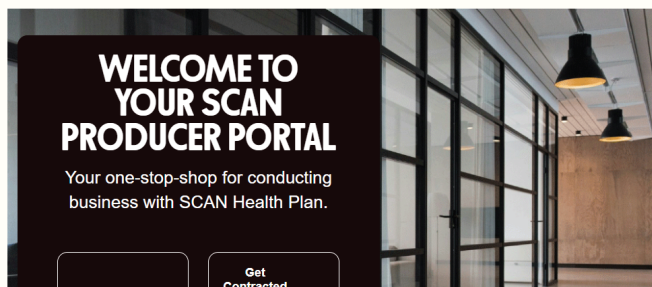 WELCOME TO
YOUR SCAN
PRODUCER PORTAL
Your one-stop-shop for conducting
business with SCAN Health Plan.
Get
Contracted